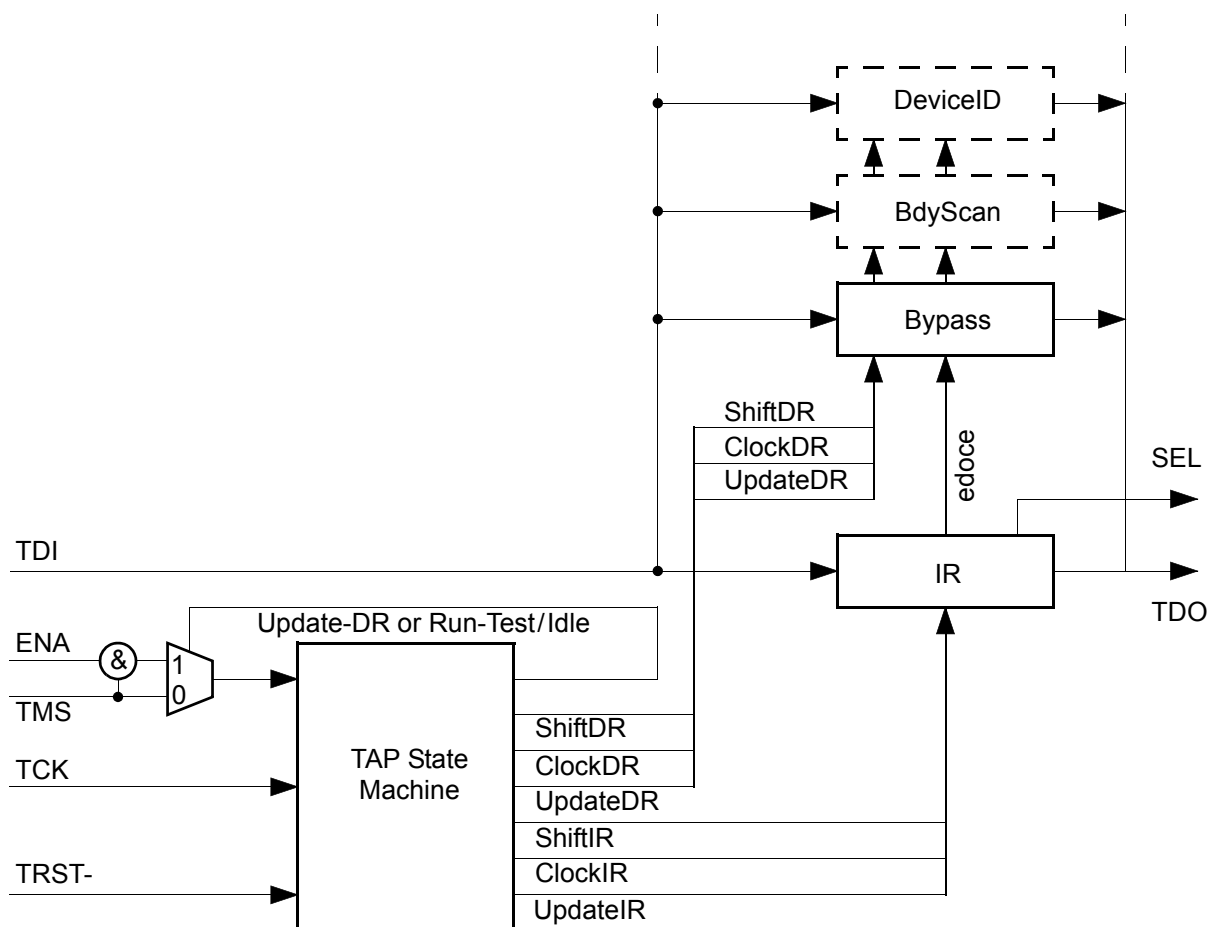 DeviceID
BdyScan
Bypass
ShiftDR
ClockDR
UpdateDR
edoce
SEL
TDI
IR
TDO
Update-DR or Run-Test/Idle
ENA
&
1
0
TMS
ShiftDR
TAP State
Machine
TCK
ClockDR
UpdateDR
ShiftIR
TRST-
ClockIR
UpdateIR